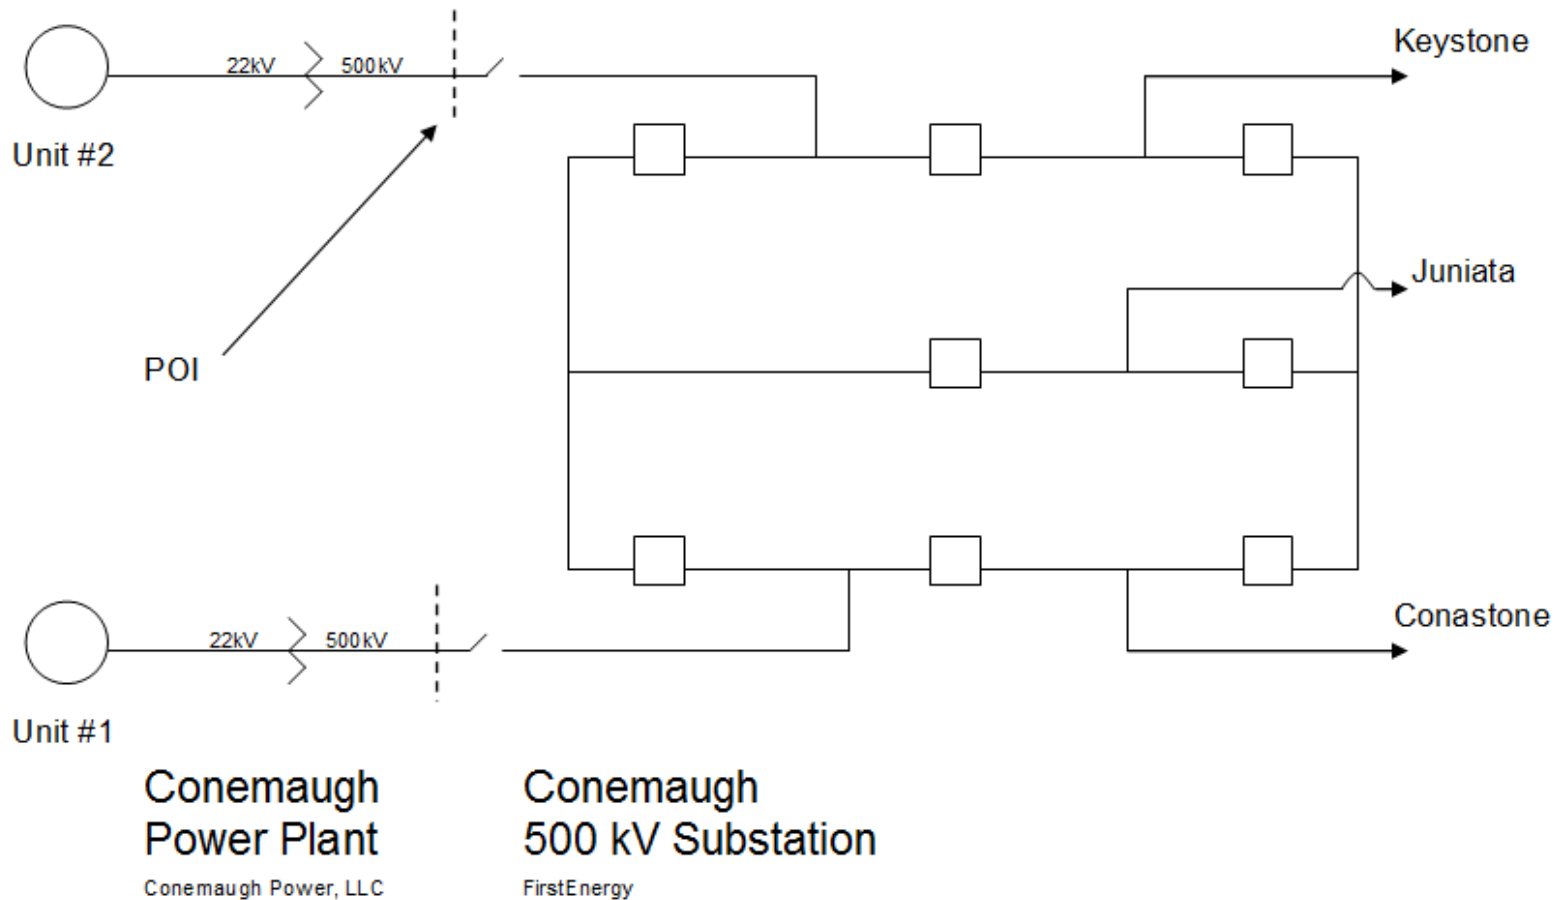 Keystone
22kV
500kV
Unit #2
Juniata
POI
Conastone
22kV
500kV
Unit #1
Conemaugh
Power Plant
Conemaugh Power, LLC
Conemaugh
500 kV Substation
FirstEnergy